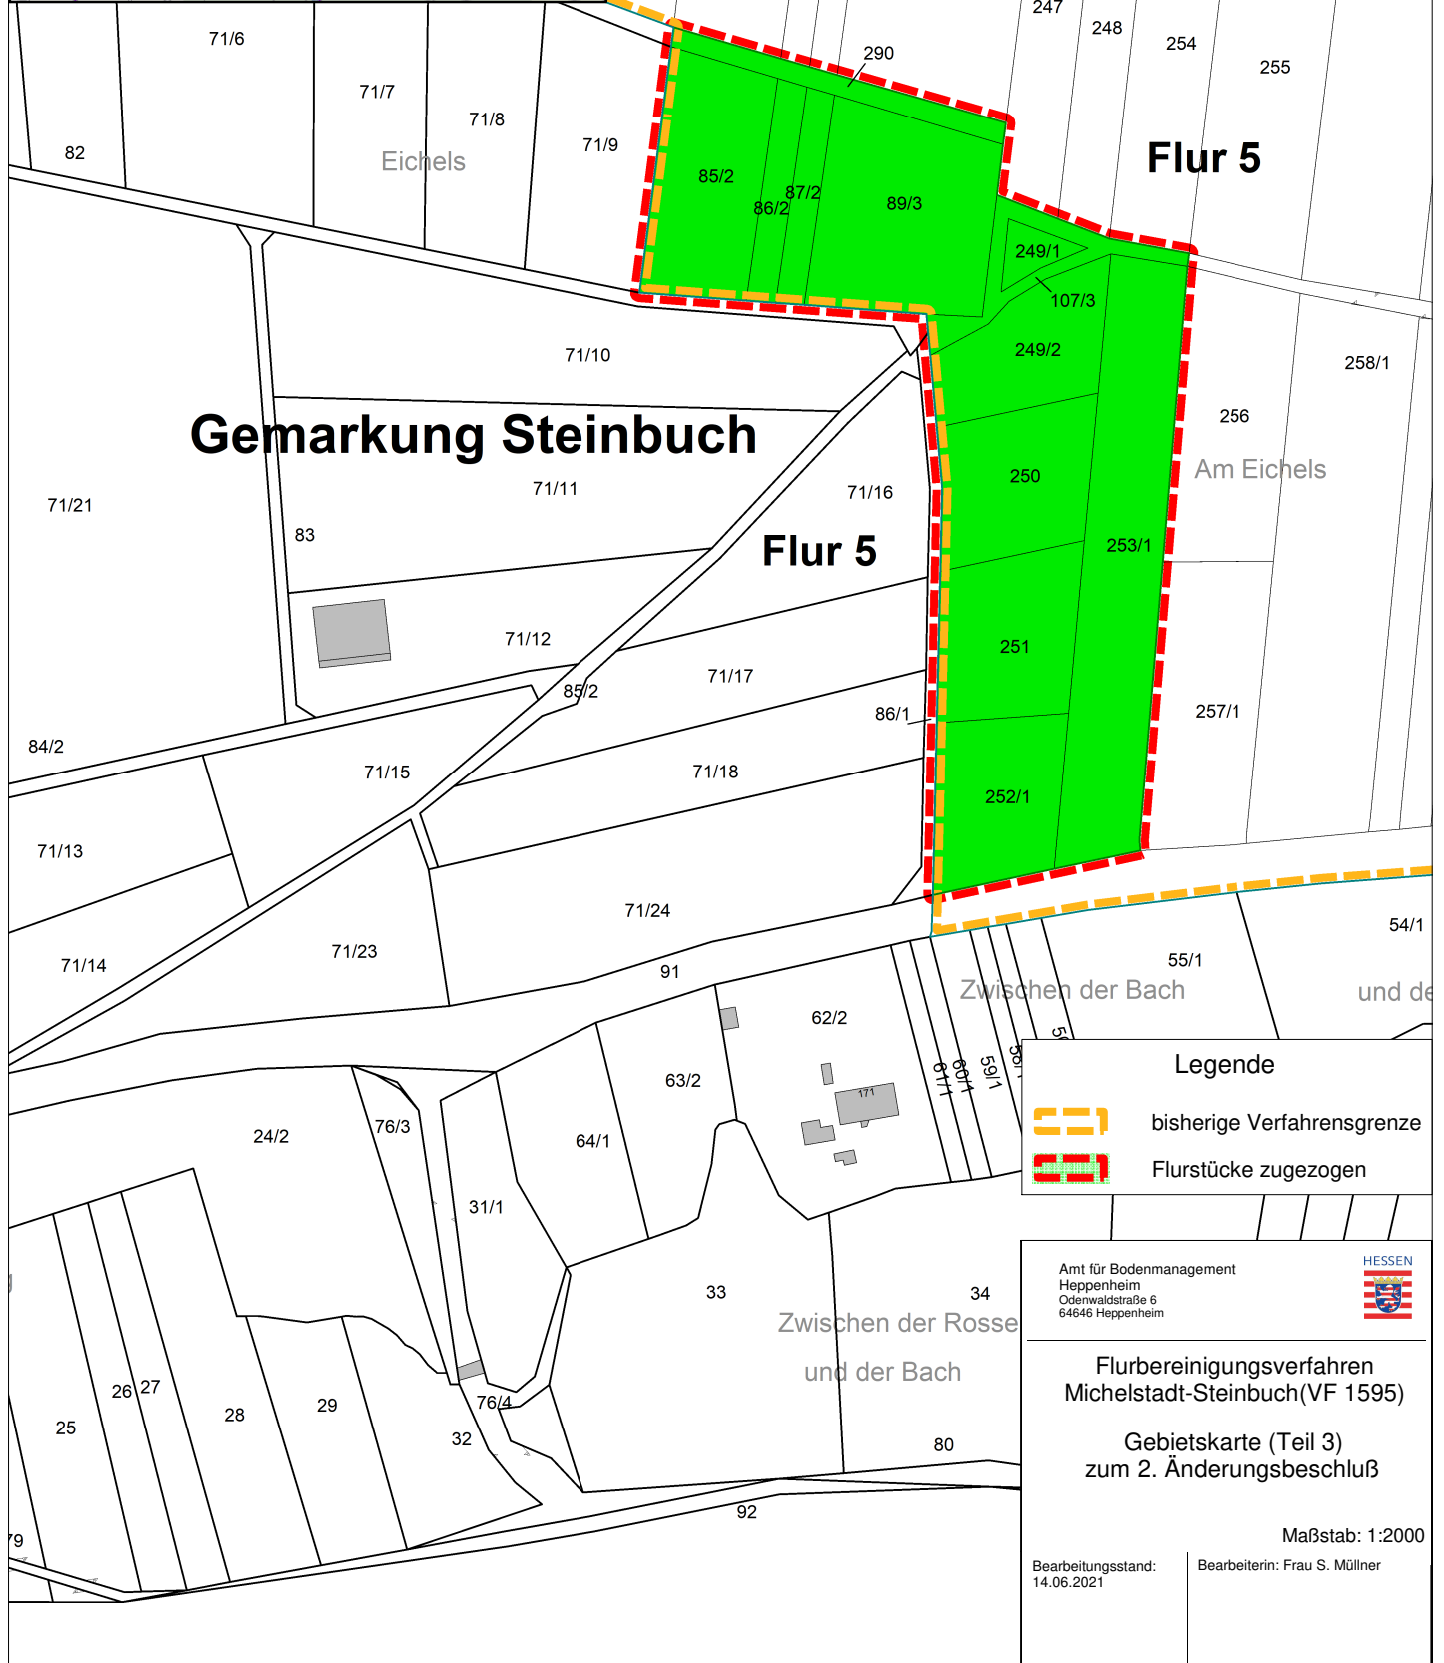 247
248
254
255
290
71/6
71/7
71/8
71/9
82
Eichels
Flur 5
85/2
86/2
87/2
89/3
249/1
107/3
249/2
71/10
258/1
256
Gemarkung Steinbuch
Am Eichels
250
71/11
71/16
71/21
83
Flur 5
253/1
71/12
251
71/17
85/2
86/1
257/1
84/2
71/15
71/18
252/1
71/13
71/24
54/1
71/23
71/14
91
55/1
Zwischen der Bach
und de
62/2
61/1
60/1
59/1
63/2
171
76/3
24/2
64/1
31/1
Legende
bisherige Verfahrensgrenze
Flurstücke zugezogen
33
34
Zwischen der Rosse
und der Bach
26
27
25
28
29
76/4
32
80
92
79
HESSEN
Amt für Bodenmanagement
Heppenheim
Odenwaldstraße 6
64646 Heppenheim
Flurbereinigungsverfahren
Michelstadt-Steinbuch(VF 1595)
Gebietskarte (Teil 3)
zum 2. Änderungsbeschluß
Maßstab: 1:2000
Bearbeitungsstand:
14.06.2021
Bearbeiterin: Frau S. Müllner